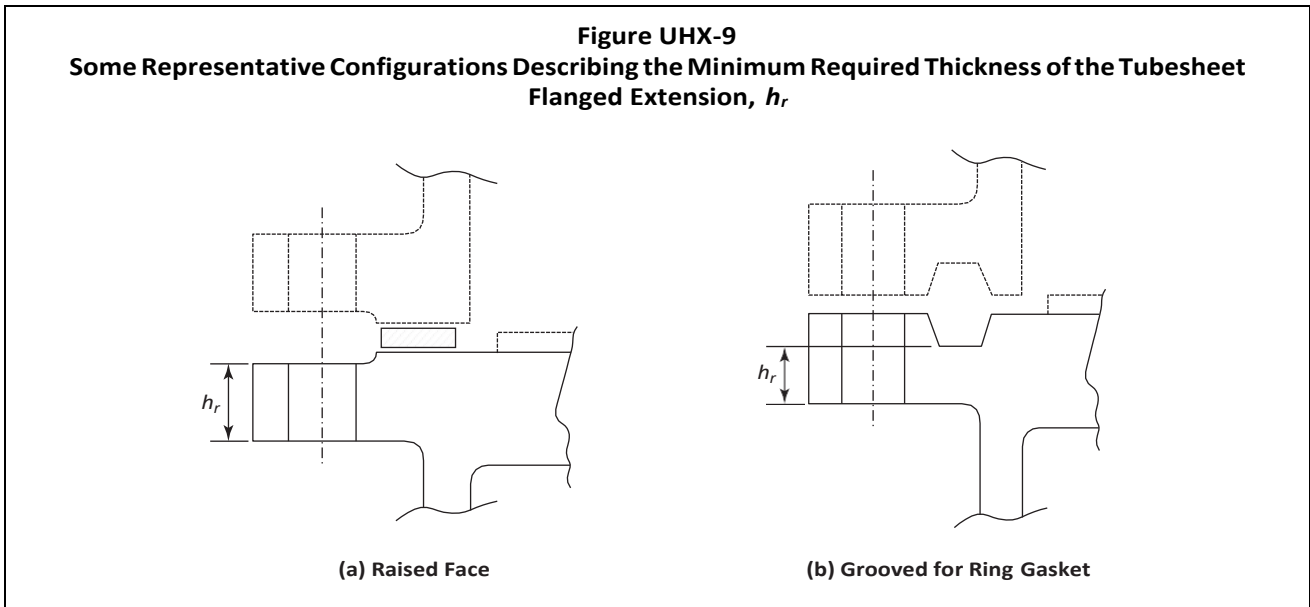 Figure UHX-9
Some Representative Configurations Describing the Minimum Required Thickness of the Tubesheet
Flanged Extension, hr
hr
hr
(a) Raised Face
(b) Grooved for Ring Gasket